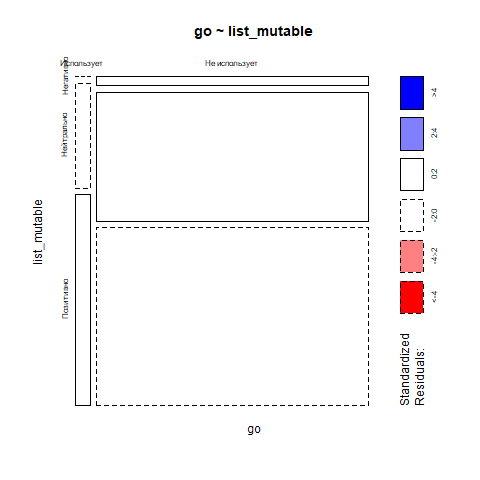 go ~ list_mutable
Использует
Не использует
Негативно
Нейтрально
Позитивно
list_mutable
go
>4
2:4
0:2
-2:0
-4:-2
<-4
Standardized
Residuals: